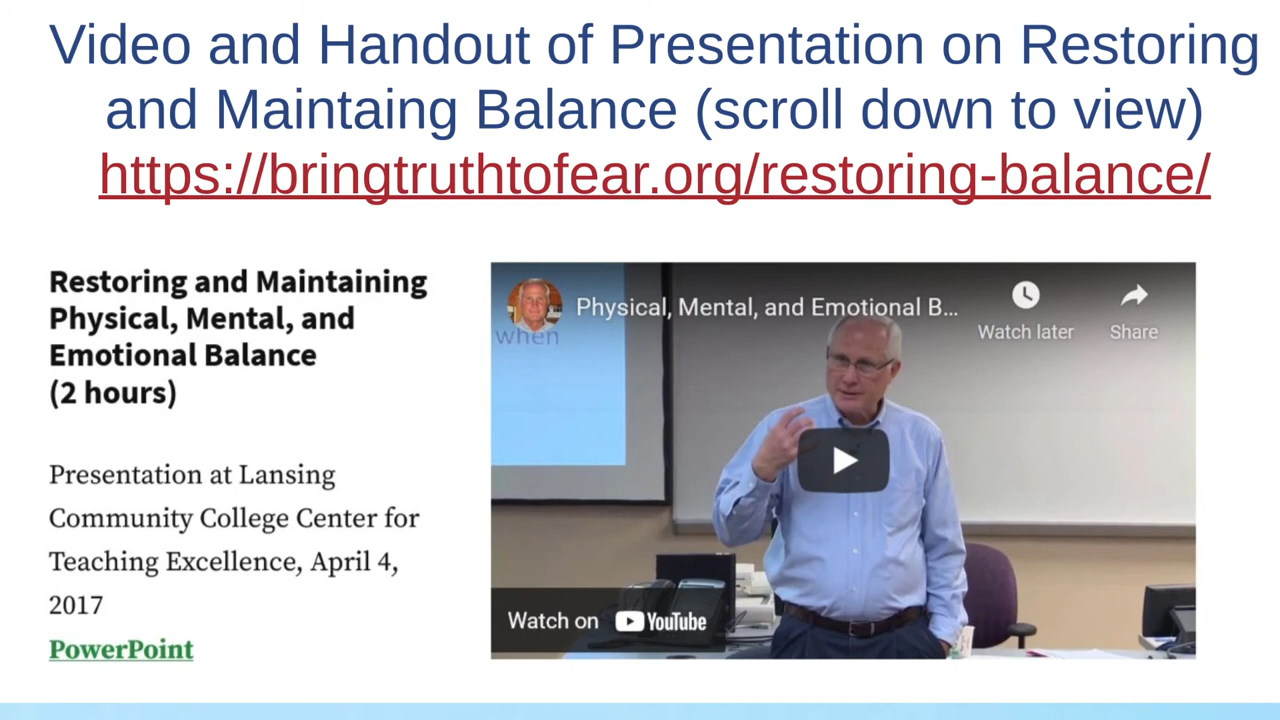 Video and Handout of Presentation on Restoring
and Maintaing Balance (scroll down to view)
https://bringtruthtofear.org/restoring-balance/
Restoring and Maintaining
Physical, Mental, and
Emotional Balance
(2 hours)
Presentation at Lansing
Community College Center for
Teaching Excellence, April 4,
2017
PowerPoint
Physical, Mental, and Emotional B...
Watch later
Share
when
Watch on YouTube